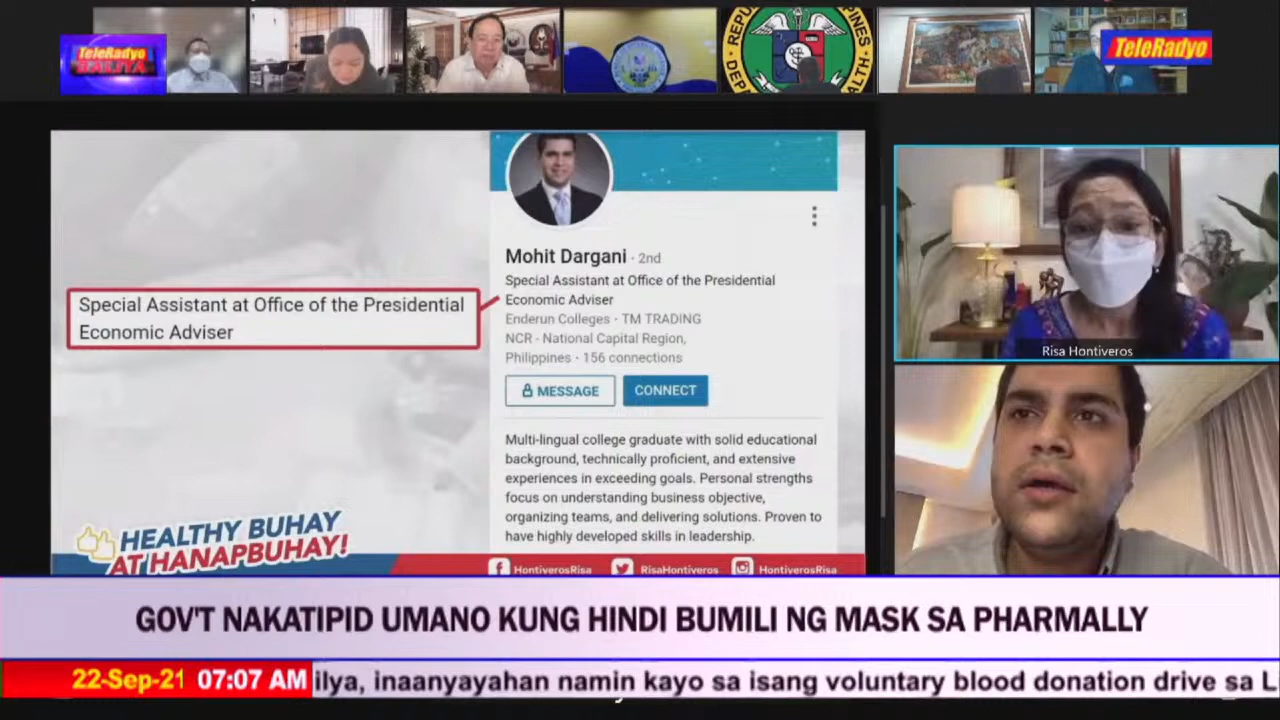 TeleRadyo
BALITA
TeleRadyo
Mohit Dargani · 2nd
Special Assistant at Office of the Presidential
Economic Adviser
Enderun Colleges · TM TRADING
NCR - National Capital Region,
Philippines · 156 connections
MESSAGE
CONNECT
Special Assistant at Office of the Presidential
Economic Adviser
Multi-lingual college graduate with solid educational
background, technically proficient, and extensive
experiences in exceeding goals. Personal strengths
focus on understanding business objective,
organizing teams, and delivering solutions. Proven to
have highly developed skills in leadership.
HEALTHY BUHAY
AT HANAPBUHAY!
HontiverosRisa
RisaHontiveros
HontiverosRisa
Risa Hontiveros
GOV'T NAKATIPID UMANO KUNG HINDI BUMILI NG MASK SA PHARMALLY
22-Sep-21 07:07 AM ilya, inaanyayahan namin kayo sa isang voluntary blood donation drive sa L